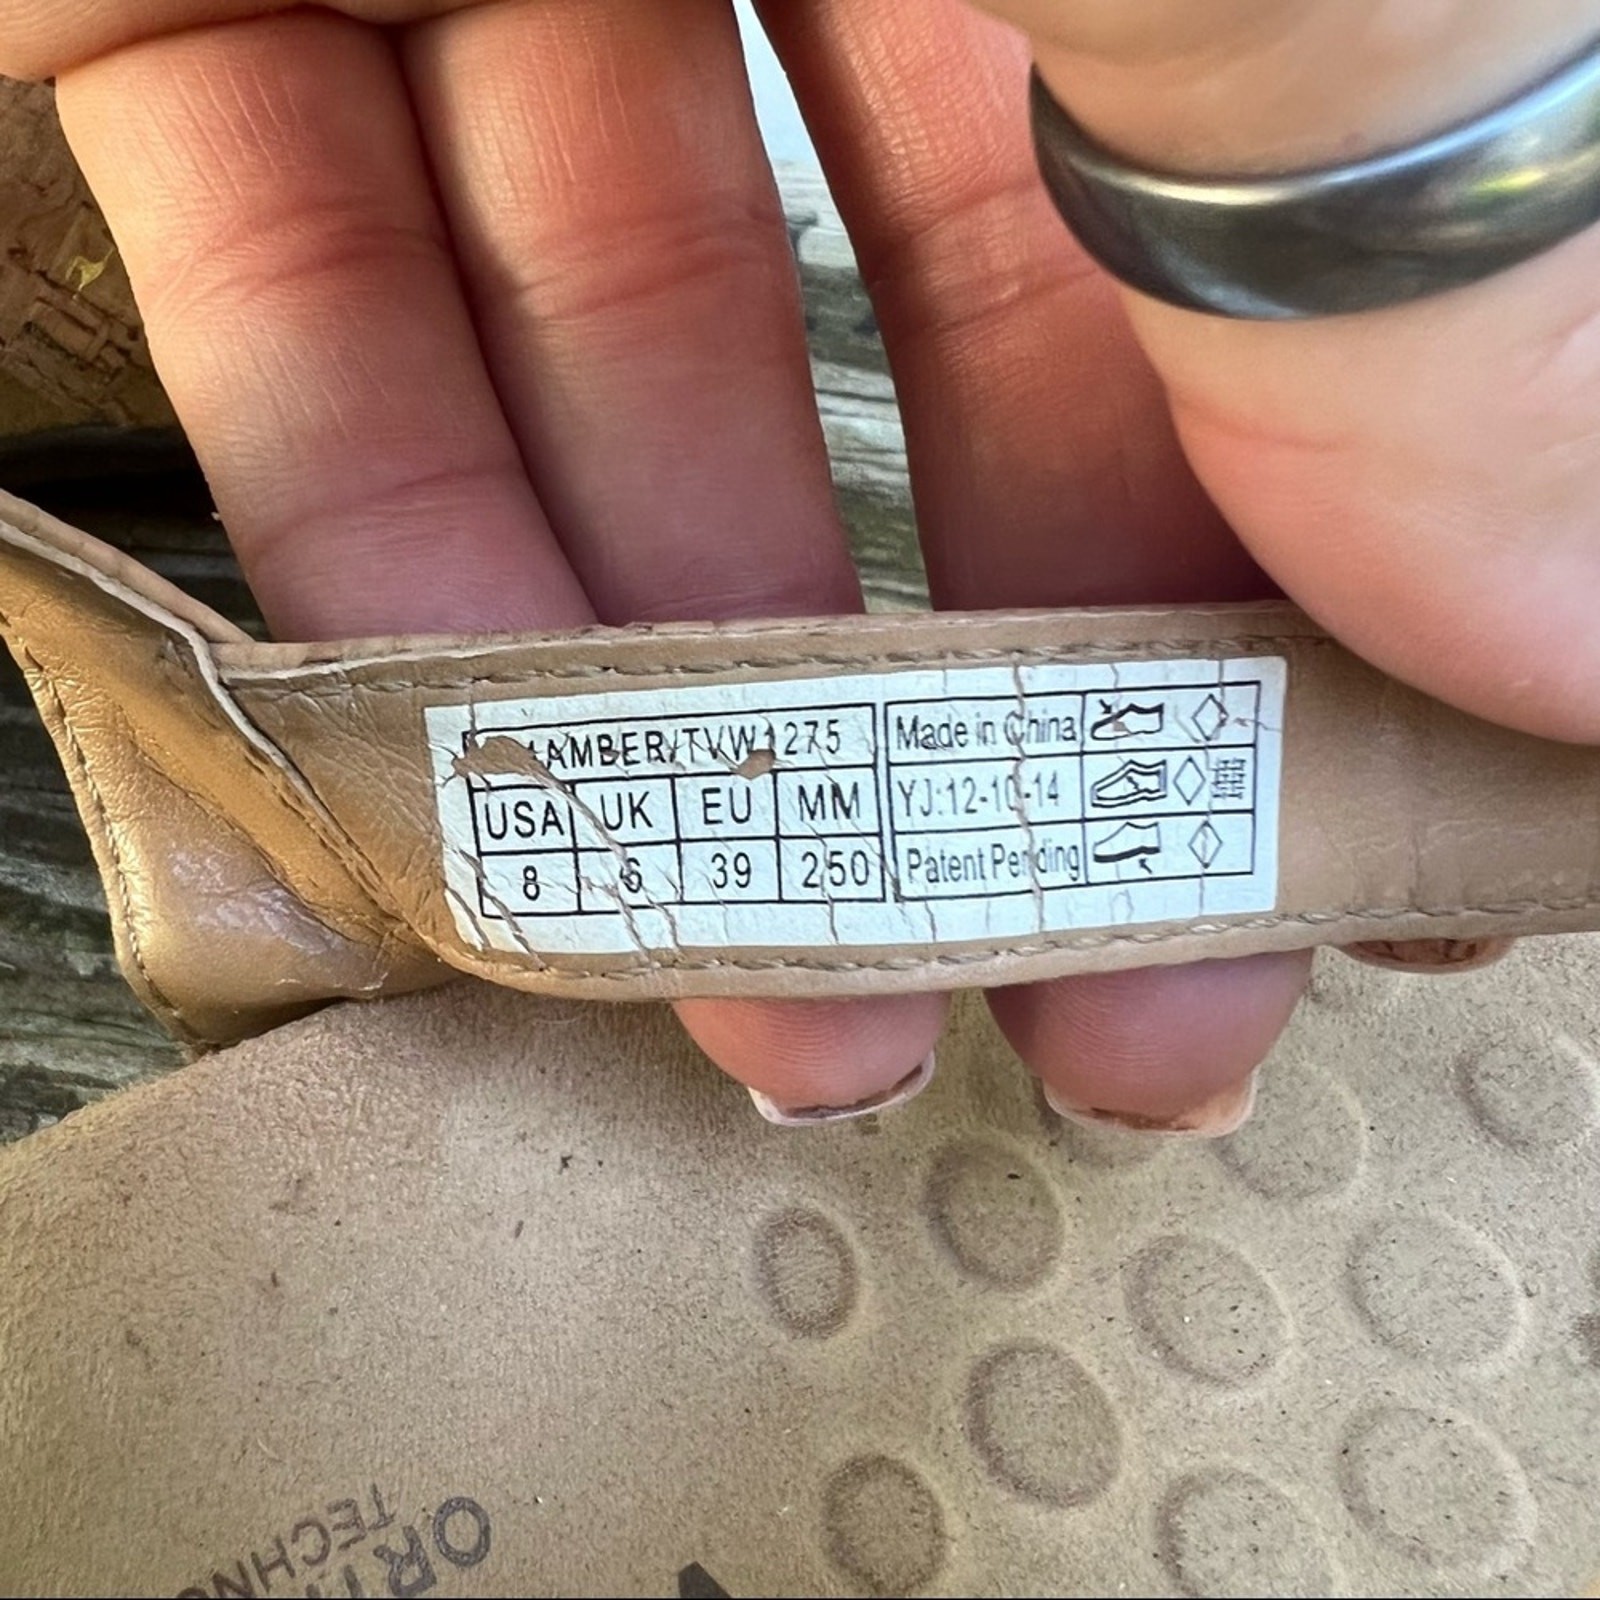 AMBER/TVW1275
USA UK EU MM
8 6 39 250
Made in China
YJ:12-10-14
Patent Pending
ORTH
TECHNO